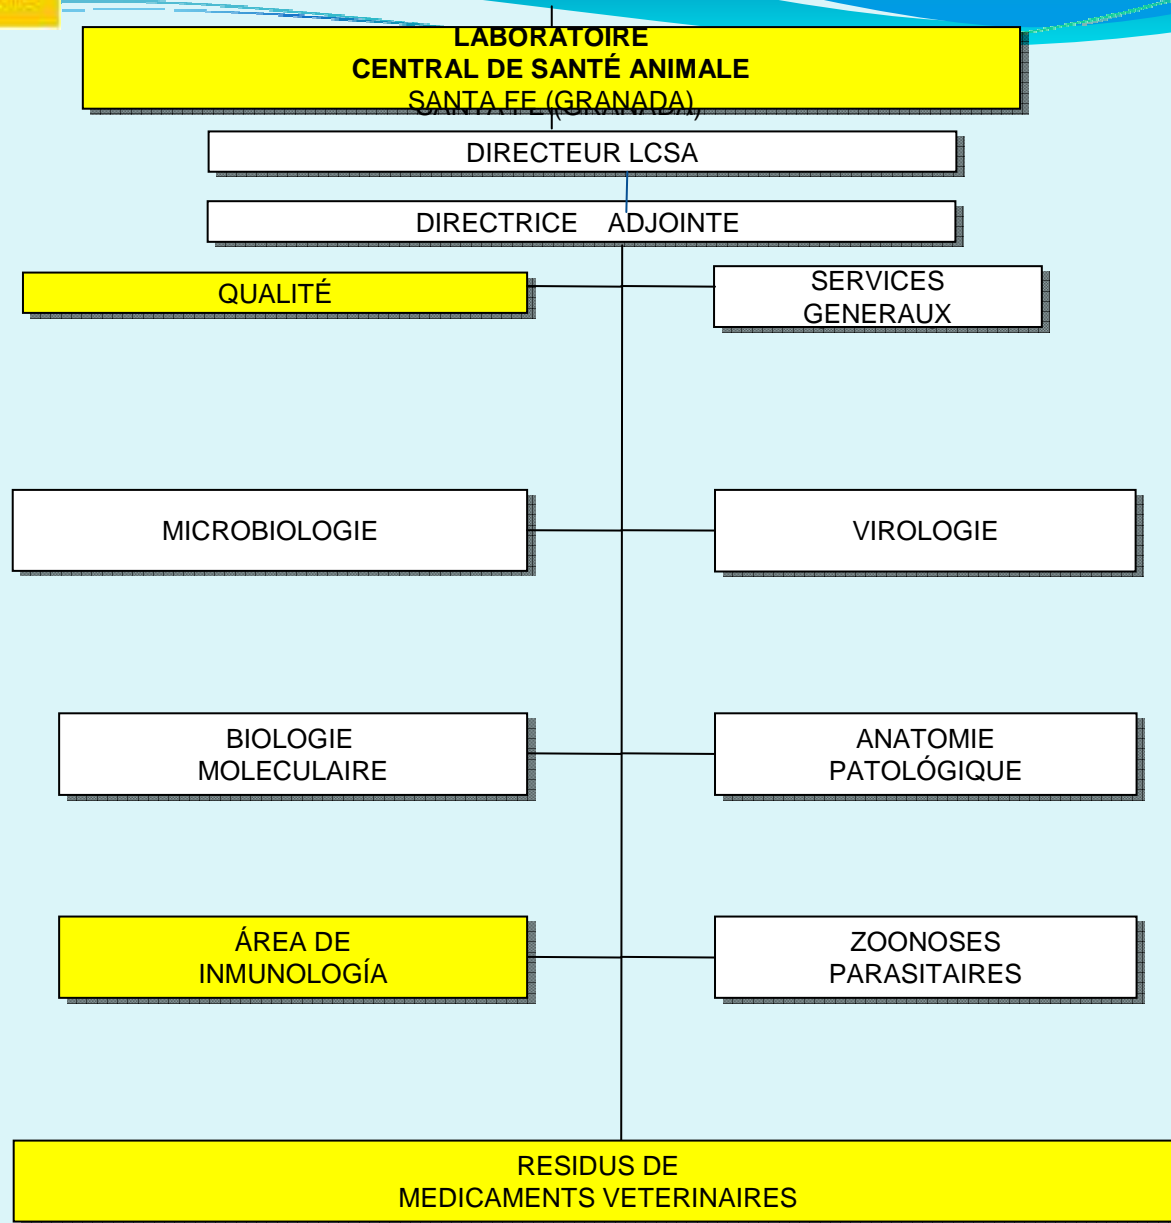 LABORATOIRE
CENTRAL DE SANTÉ ANIMALE
SANTA FE (GRANADA)
DIRECTEUR LCSA
DIRECTRICE ADJOINTE
QUALITÉ
SERVICES
GENERAUX
MICROBIOLOGIE
VIROLOGIE
BIOLOGIE
MOLECULAIRE
ANATOMIE
PATOLÓGIQUE
ÁREA DE
INMUNOLOGÍA
ZOONOSES
PARASITAIRES
RESIDUS DE
MEDICAMENTS VETERINAIRES